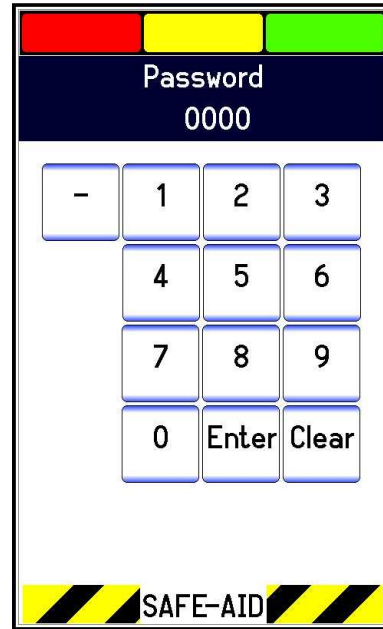 Password
0000
- 1 2 3
4 5 6
7 8 9
0 Enter Clear
SAFE-AID